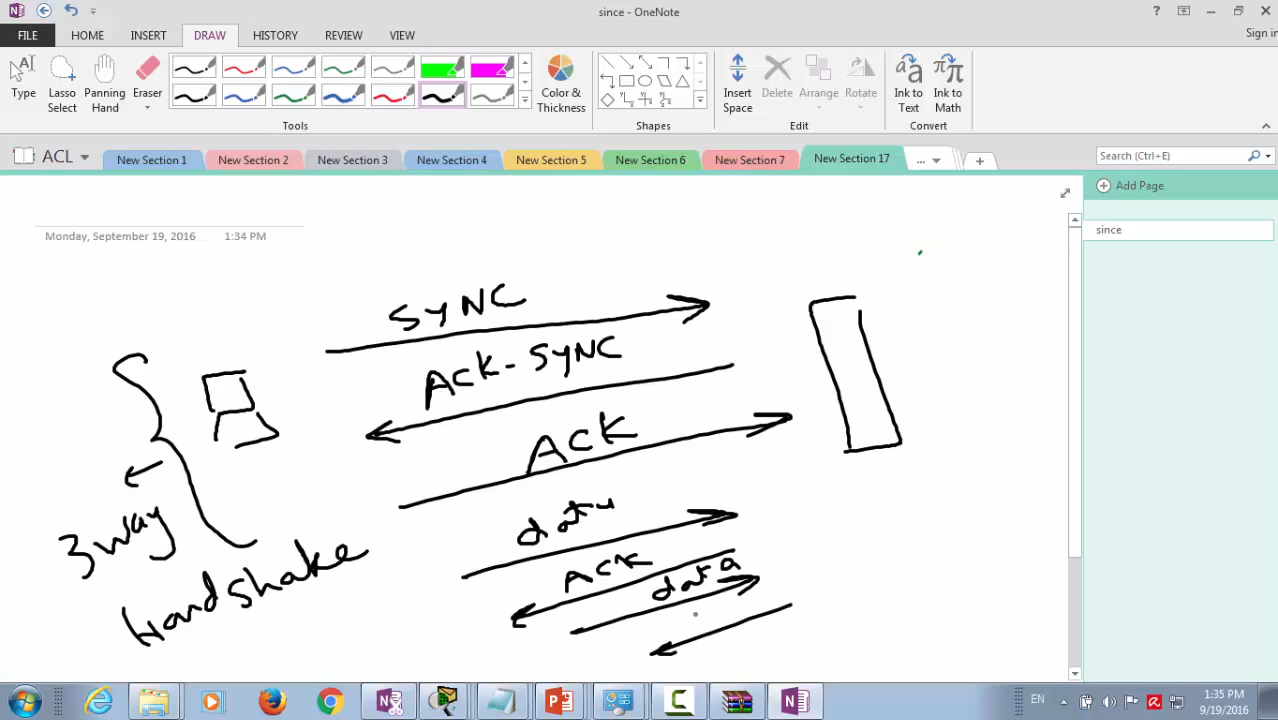 since - OneNote
Sign in
FILE HOME INSERT DRAW HISTORY REVIEW VIEW
Type
Lasso Select
Panning Hand
Eraser
Color & Thickness
Insert Space
Delete
Arrange
Rotate
Ink to Text
Ink to Math
Tools
Shapes
Edit
Convert
ACL
New Section 1
New Section 2
New Section 3
New Section 4
New Section 5
New Section 6
New Section 7
New Section 17
...
Search (Ctrl+E)
Add Page
since
Monday, September 19, 2016 1:34 PM
SYNC
ACK-SYNC
ACK
data
ACK
data
3 way
Handshake
EN
1:35 PM
9/19/2016